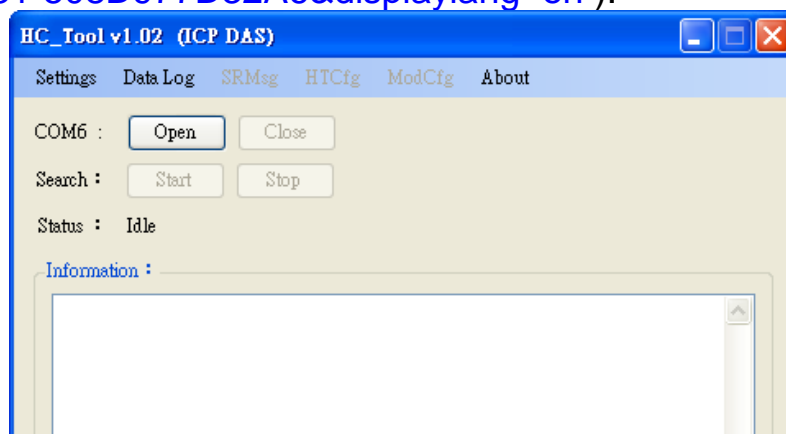 HC_Tool v1.02 (ICP DAS)
Settings Data Log SRMsg HTCfg ModCfg About
COM6 : Open Close
Search : Start Stop
Status : Idle
Information :